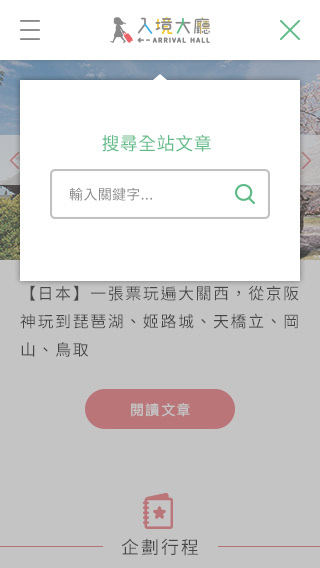 入境大廳
ARRIVAL HALL
搜尋全站文章
輸入關鍵字...
【日本】一張票玩遍大關西，從京阪
神玩到琵琶湖、姬路城、天橋立、岡
山、鳥取
閱讀文章
企劃行程